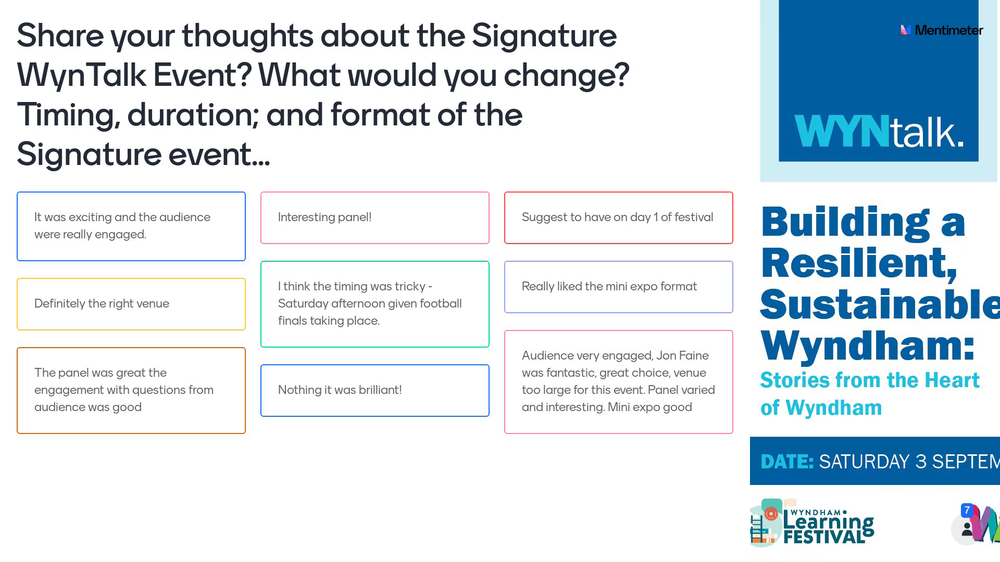 Share your thoughts about the Signature
WynTalk Event? What would you change?
Timing, duration; and format of the
Signature event...
It was exciting and the audience
were really engaged.
Definitely the right venue
The panel was great the
engagement with questions from
audience was good
Interesting panel!
I think the timing was tricky -
Saturday afternoon given football
finals taking place.
Nothing it was brilliant!
Suggest to have on day 1 of festival
Really liked the mini expo format
Audience very engaged, Jon Faine
was fantastic, great choice, venue
too large for this event. Panel varied
and interesting. Mini expo good
Mentimeter
WYNtalk.
Building a
Resilient,
Sustainable
Wyndham:
Stories from the Heart
of Wyndham
DATE: SATURDAY 3 SEPTEM
WYNDHAM
Learning
FESTIVAL
7